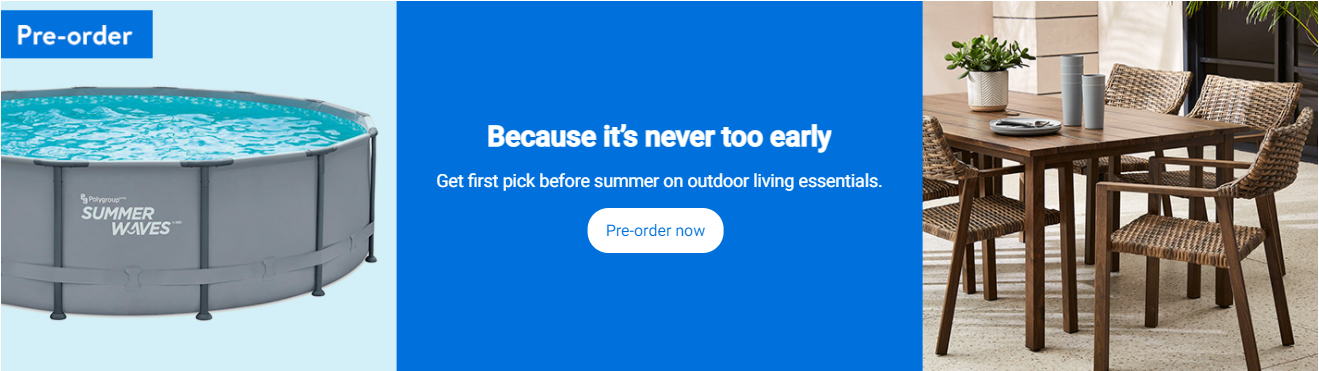 Pre-order
Polygroup
SUMMER
WAVES
Because it's never too early
Get first pick before summer on outdoor living essentials.
Pre-order now